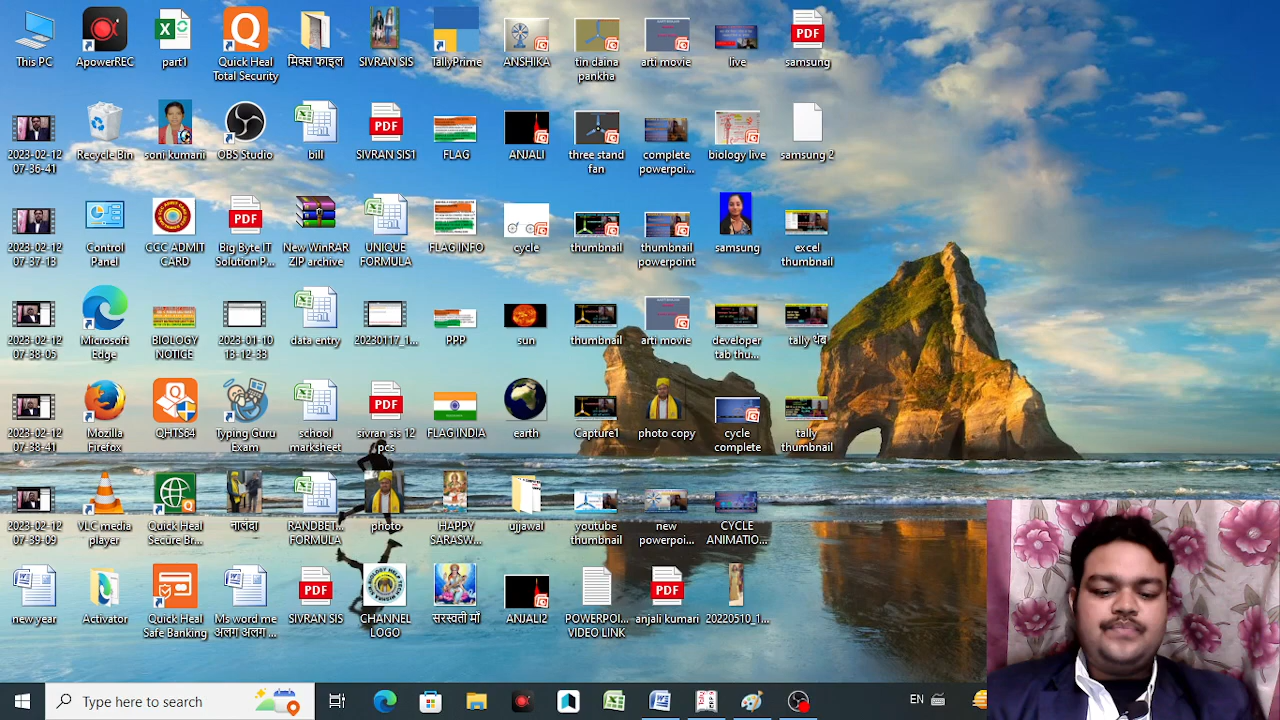 This PC
ApowerREC
part1
Quick Heal
Total Security
मिक्स फाइल
SIVRAN SIS
TallyPrime
ANSHIKA
tin daina
pankha
arti movie
live
samsung
2023-02-12
07-36-41
Recycle Bin
soni kumani
OBS Studio
bill
SIVRAN SIS1
FLAG
ANJALI
three stand
fan
complete
powerpoi...
biology live
samsung 2
2023-02-12
07-37-13
Control
Panel
CCC ADMIT
CARD
Big Byte IT
Solution P...
New WinRAR
ZIP archive
UNIQUE
FORMULA
FLAG INFO
cycle
thumbnail
thumbnail
powerpoint
samsung
excel
thumbnail
2023-02-12
07-38-05
Microsoft
Edge
BIOLOGY
NOTICE
2023-01-10
13-12-33
data entry
20230117_1...
PPP
sun
thumbnail
arti movie
developer
tab thu...
tally थंब
2023-02-12
07-38-41
Mozilla
Firefox
QHTS64
Typing Guru
Exam
school
marksheet
sivran sis 12
pcs
FLAG INDIA
earth
Capture1
photo copy
cycle
complete
tally
thumbnail
2023-02-12
07-39-09
VLC media
player
Quick Heal
Secure Br...
नालंदा
RANDBET...
FORMULA
photo
HAPPY
SARASW...
ujjawal
youtube
thumbnail
new
powerpoi...
CYCLE
ANIMATIO...
new year
Activator
Quick Heal
Safe Banking
Ms word me
अलग अलग ...
SIVRAN SIS
CHANNEL
LOGO
सरस्वती माँ
ANJALI2
POWERPOI...
VIDEO LINK
anjali kumari
20220510_1...
Type here to search
EN